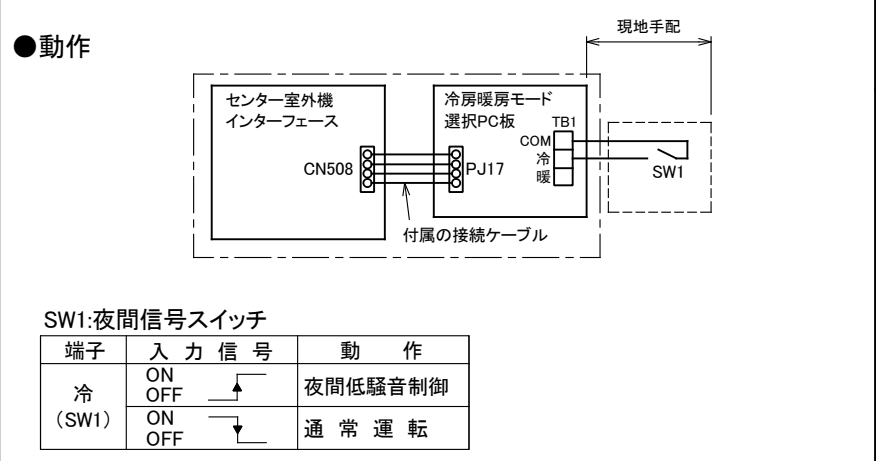 ●動作
現地手配
センター室外機
インターフェース
冷房暖房モード
選択PC板
TB1
COM
冷
暖
CN508
PJ17
SW1
付属の接続ケーブル
SW1:夜間信号スイッチ
端子 入力信号 動作
冷
(SW1)
ON
OFF
夜間低騒音制御
ON
OFF
通常運転